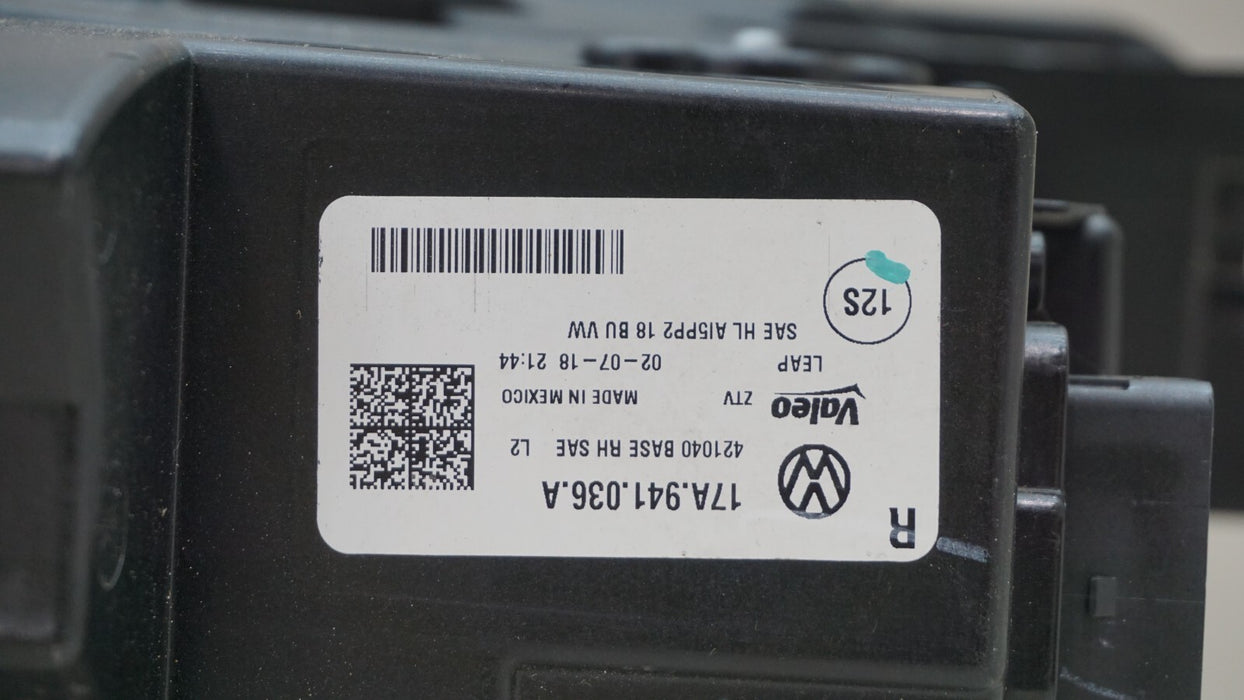 R
17A.941.036.A
421040 BASE RH SAE L2
Valeo ZTV MADE IN MEXICO
LEAP 02-07-18 21:44
SAE HL AI5PP2 18 BU VW
12S